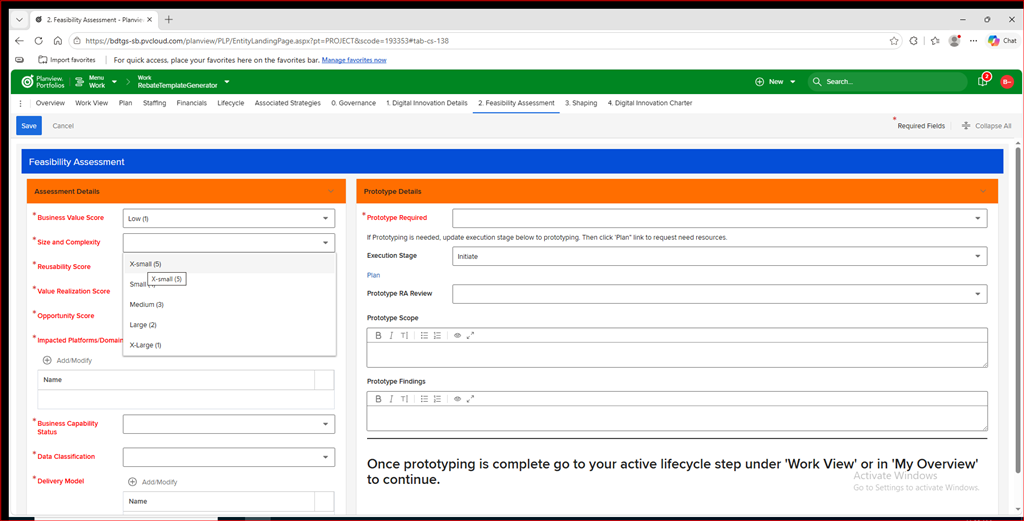 2. Feasibility Assessment - Planvie
https://bdtgs-sb.pvcloud.com/planview/PLP/EntityLandingPage.aspx?pt=PROJECT&scode=193353#tab-cs-138
Chat
Import favorites
For quick access, place your favorites here on the favorites bar. Manage favorites now
Planview Portfolios
Menu
Work
Work
RebateTemplateGenerator
New
Search...
2
B--
Overview Work View Plan Staffing Financials Lifecycle Associated Strategies 0. Governance 1. Digital Innovation Details 2. Feasibility Assessment 3. Shaping 4. Digital Innovation Charter
Save Cancel
* Required Fields
Collapse All
Feasibility Assessment
Assessment Details
* Business Value Score
Low (1)
* Size and Complexity
X-small (5)
X-small (5)
Small
Medium (3)
Large (2)
X-Large (1)
* Reusability Score
* Value Realization Score
* Opportunity Score
* Impacted Platforms/Domain
Add/Modify
Name
* Business Capability
Status
* Data Classification
* Delivery Model
Add/Modify
Name
Prototype Details
* Prototype Required
If Prototyping is needed, update execution stage below to prototyping. Then click 'Plan" link to request need resources.
Execution Stage
Initiate
Plan
Prototype RA Review
Prototype Scope
B I T
Prototype Findings
B I T
Once prototyping is complete go to your active lifecycle step under 'Work View' or in 'My Overview'
to continue.
Activate Windows
Go to Settings to activate Windows.